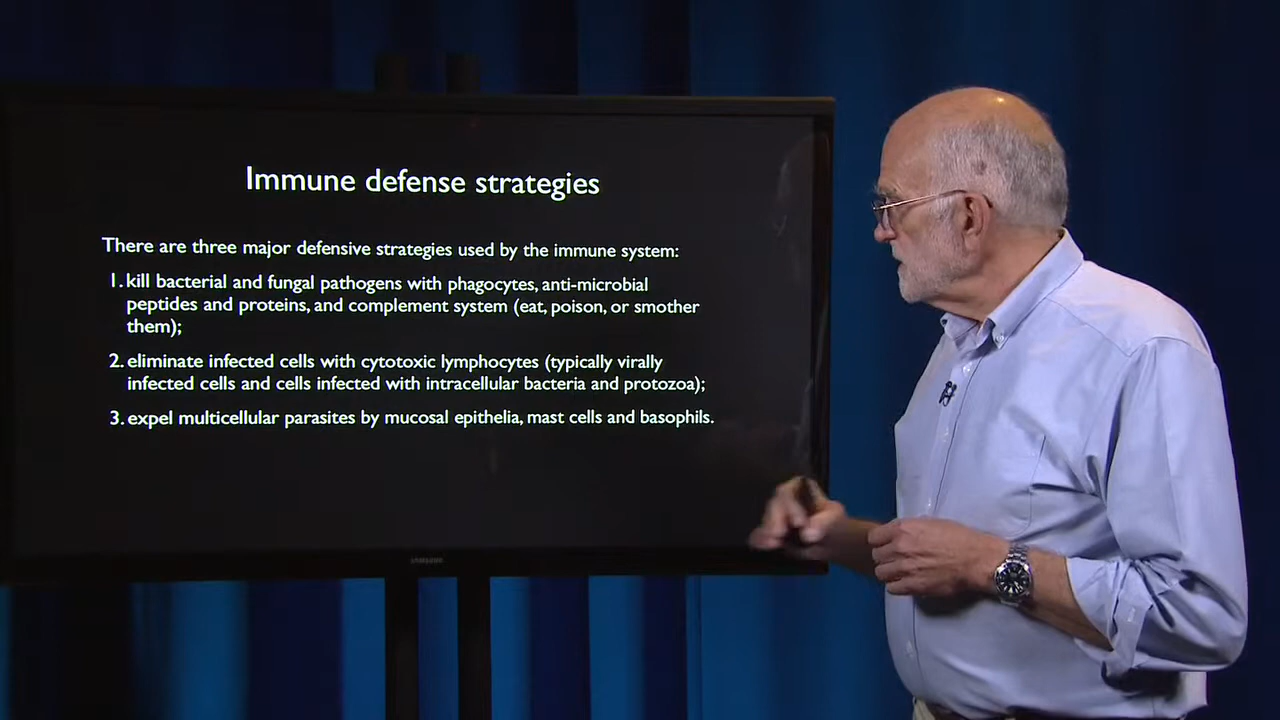 Immune defense strategies
There are three major defensive strategies used by the immune system:
1. kill bacterial and fungal pathogens with phagocytes, anti-microbial
peptides and proteins, and complement system (eat, poison, or smother
them);
2. eliminate infected cells with cytotoxic lymphocytes (typically virally
infected cells and cells infected with intracellular bacteria and protozoa);
3. expel multicellular parasites by mucosal epithelia, mast cells and basophils.
SAMSUNG